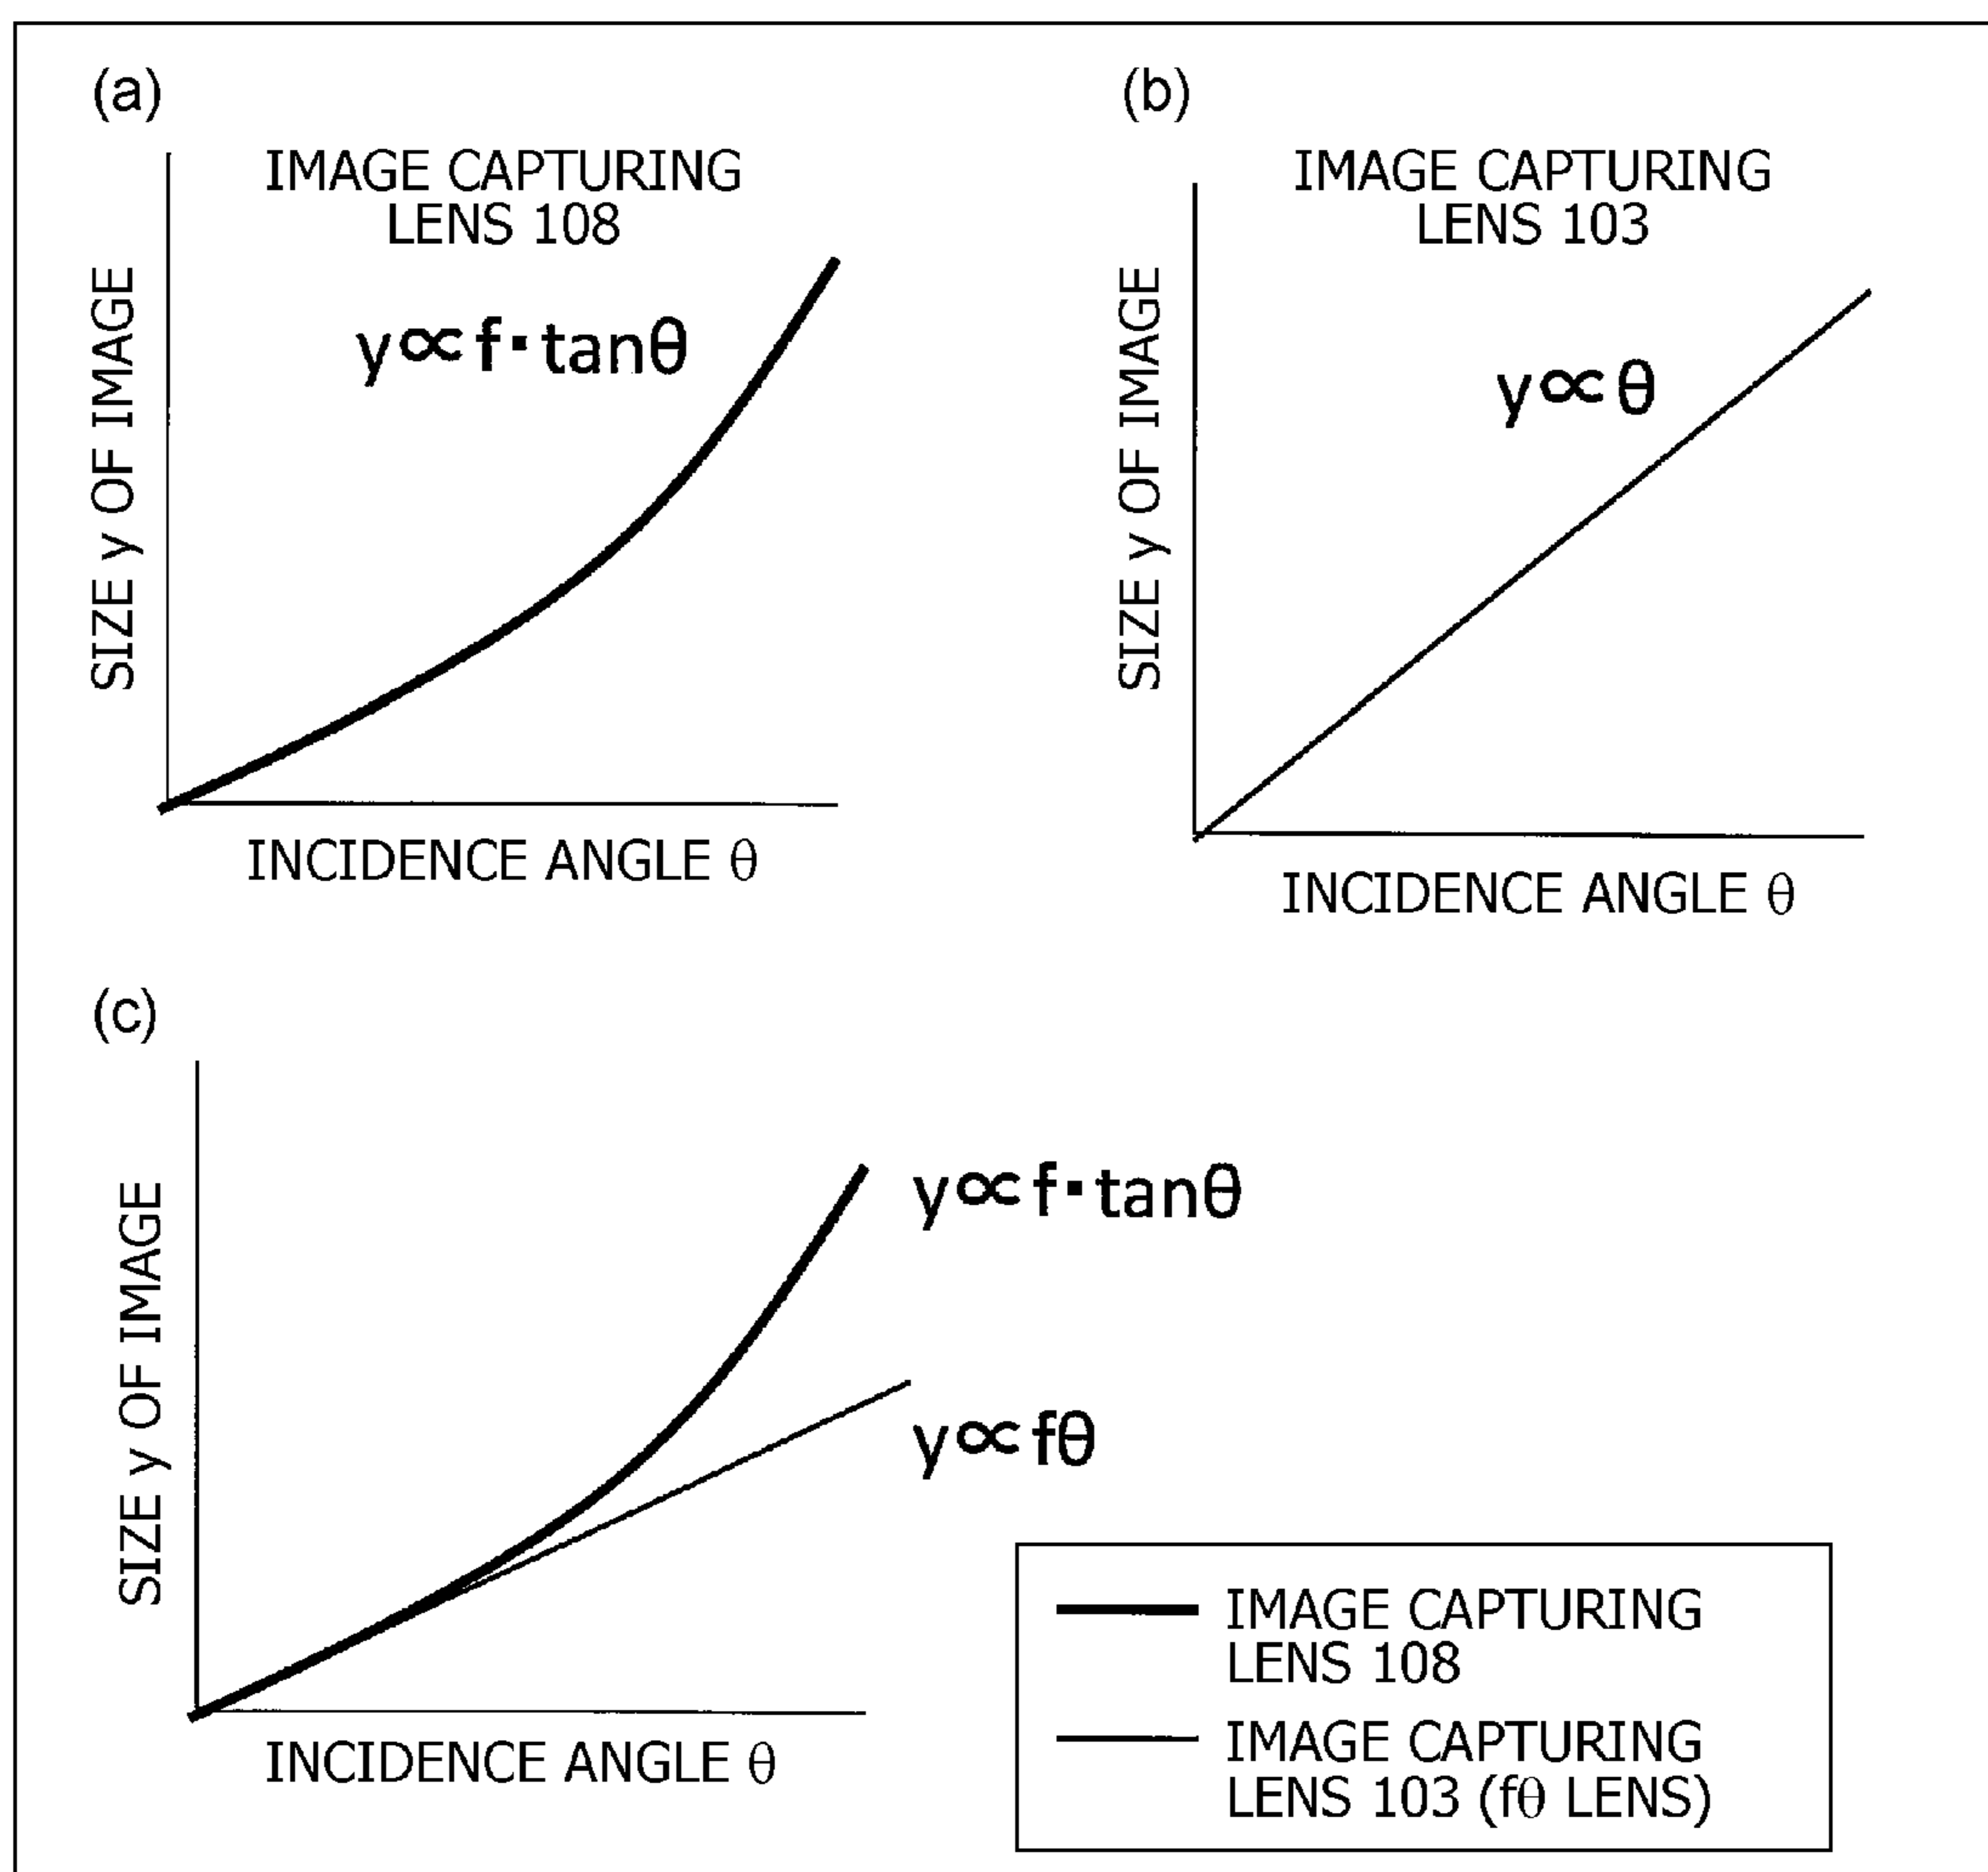 (a)
IMAGE CAPTURING
LENS 108
y∝f·tanθ
SIZE y OF IMAGE
INCIDENCE ANGLE θ
(b)
IMAGE CAPTURING
LENS 103
y∝θ
SIZE y OF IMAGE
INCIDENCE ANGLE θ
(c)
y∝f·tanθ
y∝fθ
SIZE y OF IMAGE
INCIDENCE ANGLE θ
IMAGE CAPTURING
LENS 108
IMAGE CAPTURING
LENS 103 (fθ LENS)